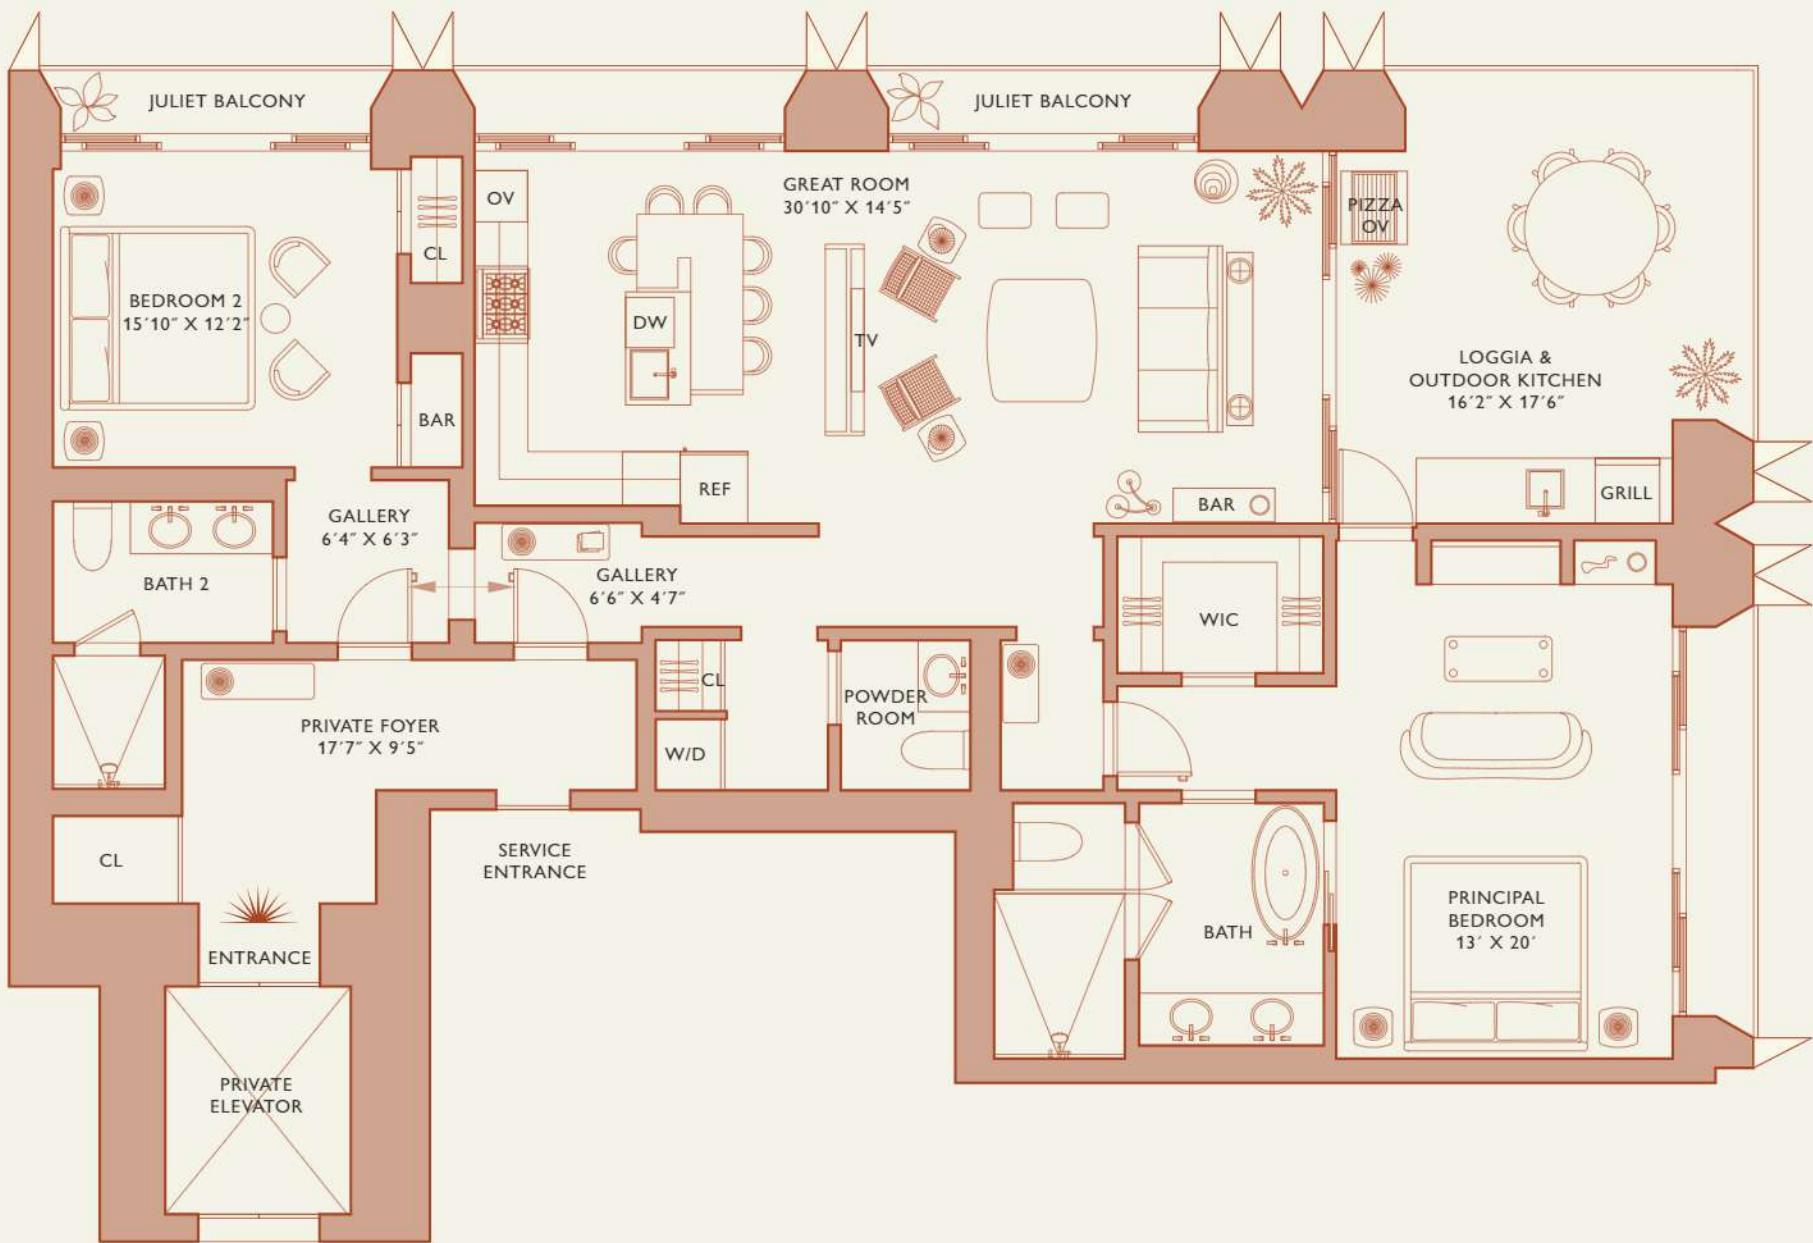 JULIET BALCONY
JULIET BALCONY
BEDROOM 2
15′10″ X 12′2″
CL
BAR
OV
DW
REF
GREAT ROOM
30′10″ X 14′5″
TV
BAR
PIZZA
OV
LOGGIA &
OUTDOOR KITCHEN
16′2″ X 17′6″
GRILL
GALLERY
6′4″ X 6′3″
BATH 2
GALLERY
6′6″ X 4′7″
WIC
CL
W/D
POWDER
ROOM
PRIVATE FOYER
17′7″ X 9′5″
CL
SERVICE
ENTRANCE
ENTRANCE
BATH
PRINCIPAL
BEDROOM
13′ X 20′
PRIVATE
ELEVATOR